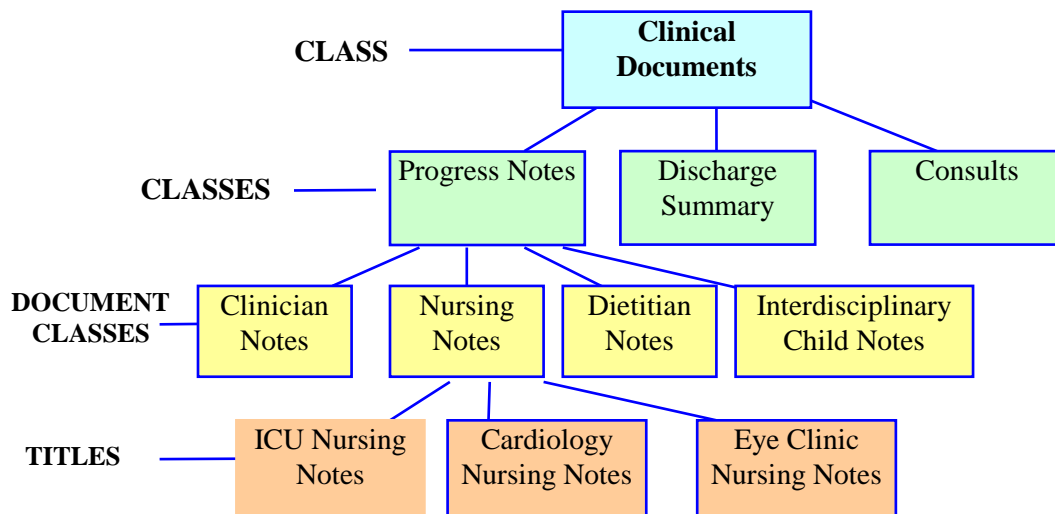 CLASS
Clinical
Documents
CLASSES
Progress Notes
Discharge
Summary
Consults
DOCUMENT
CLASSES
Clinician
Notes
Nursing
Notes
Dietitian
Notes
Interdisciplinary
Child Notes
TITLES
ICU Nursing
Notes
Cardiology
Nursing Notes
Eye Clinic
Nursing Notes